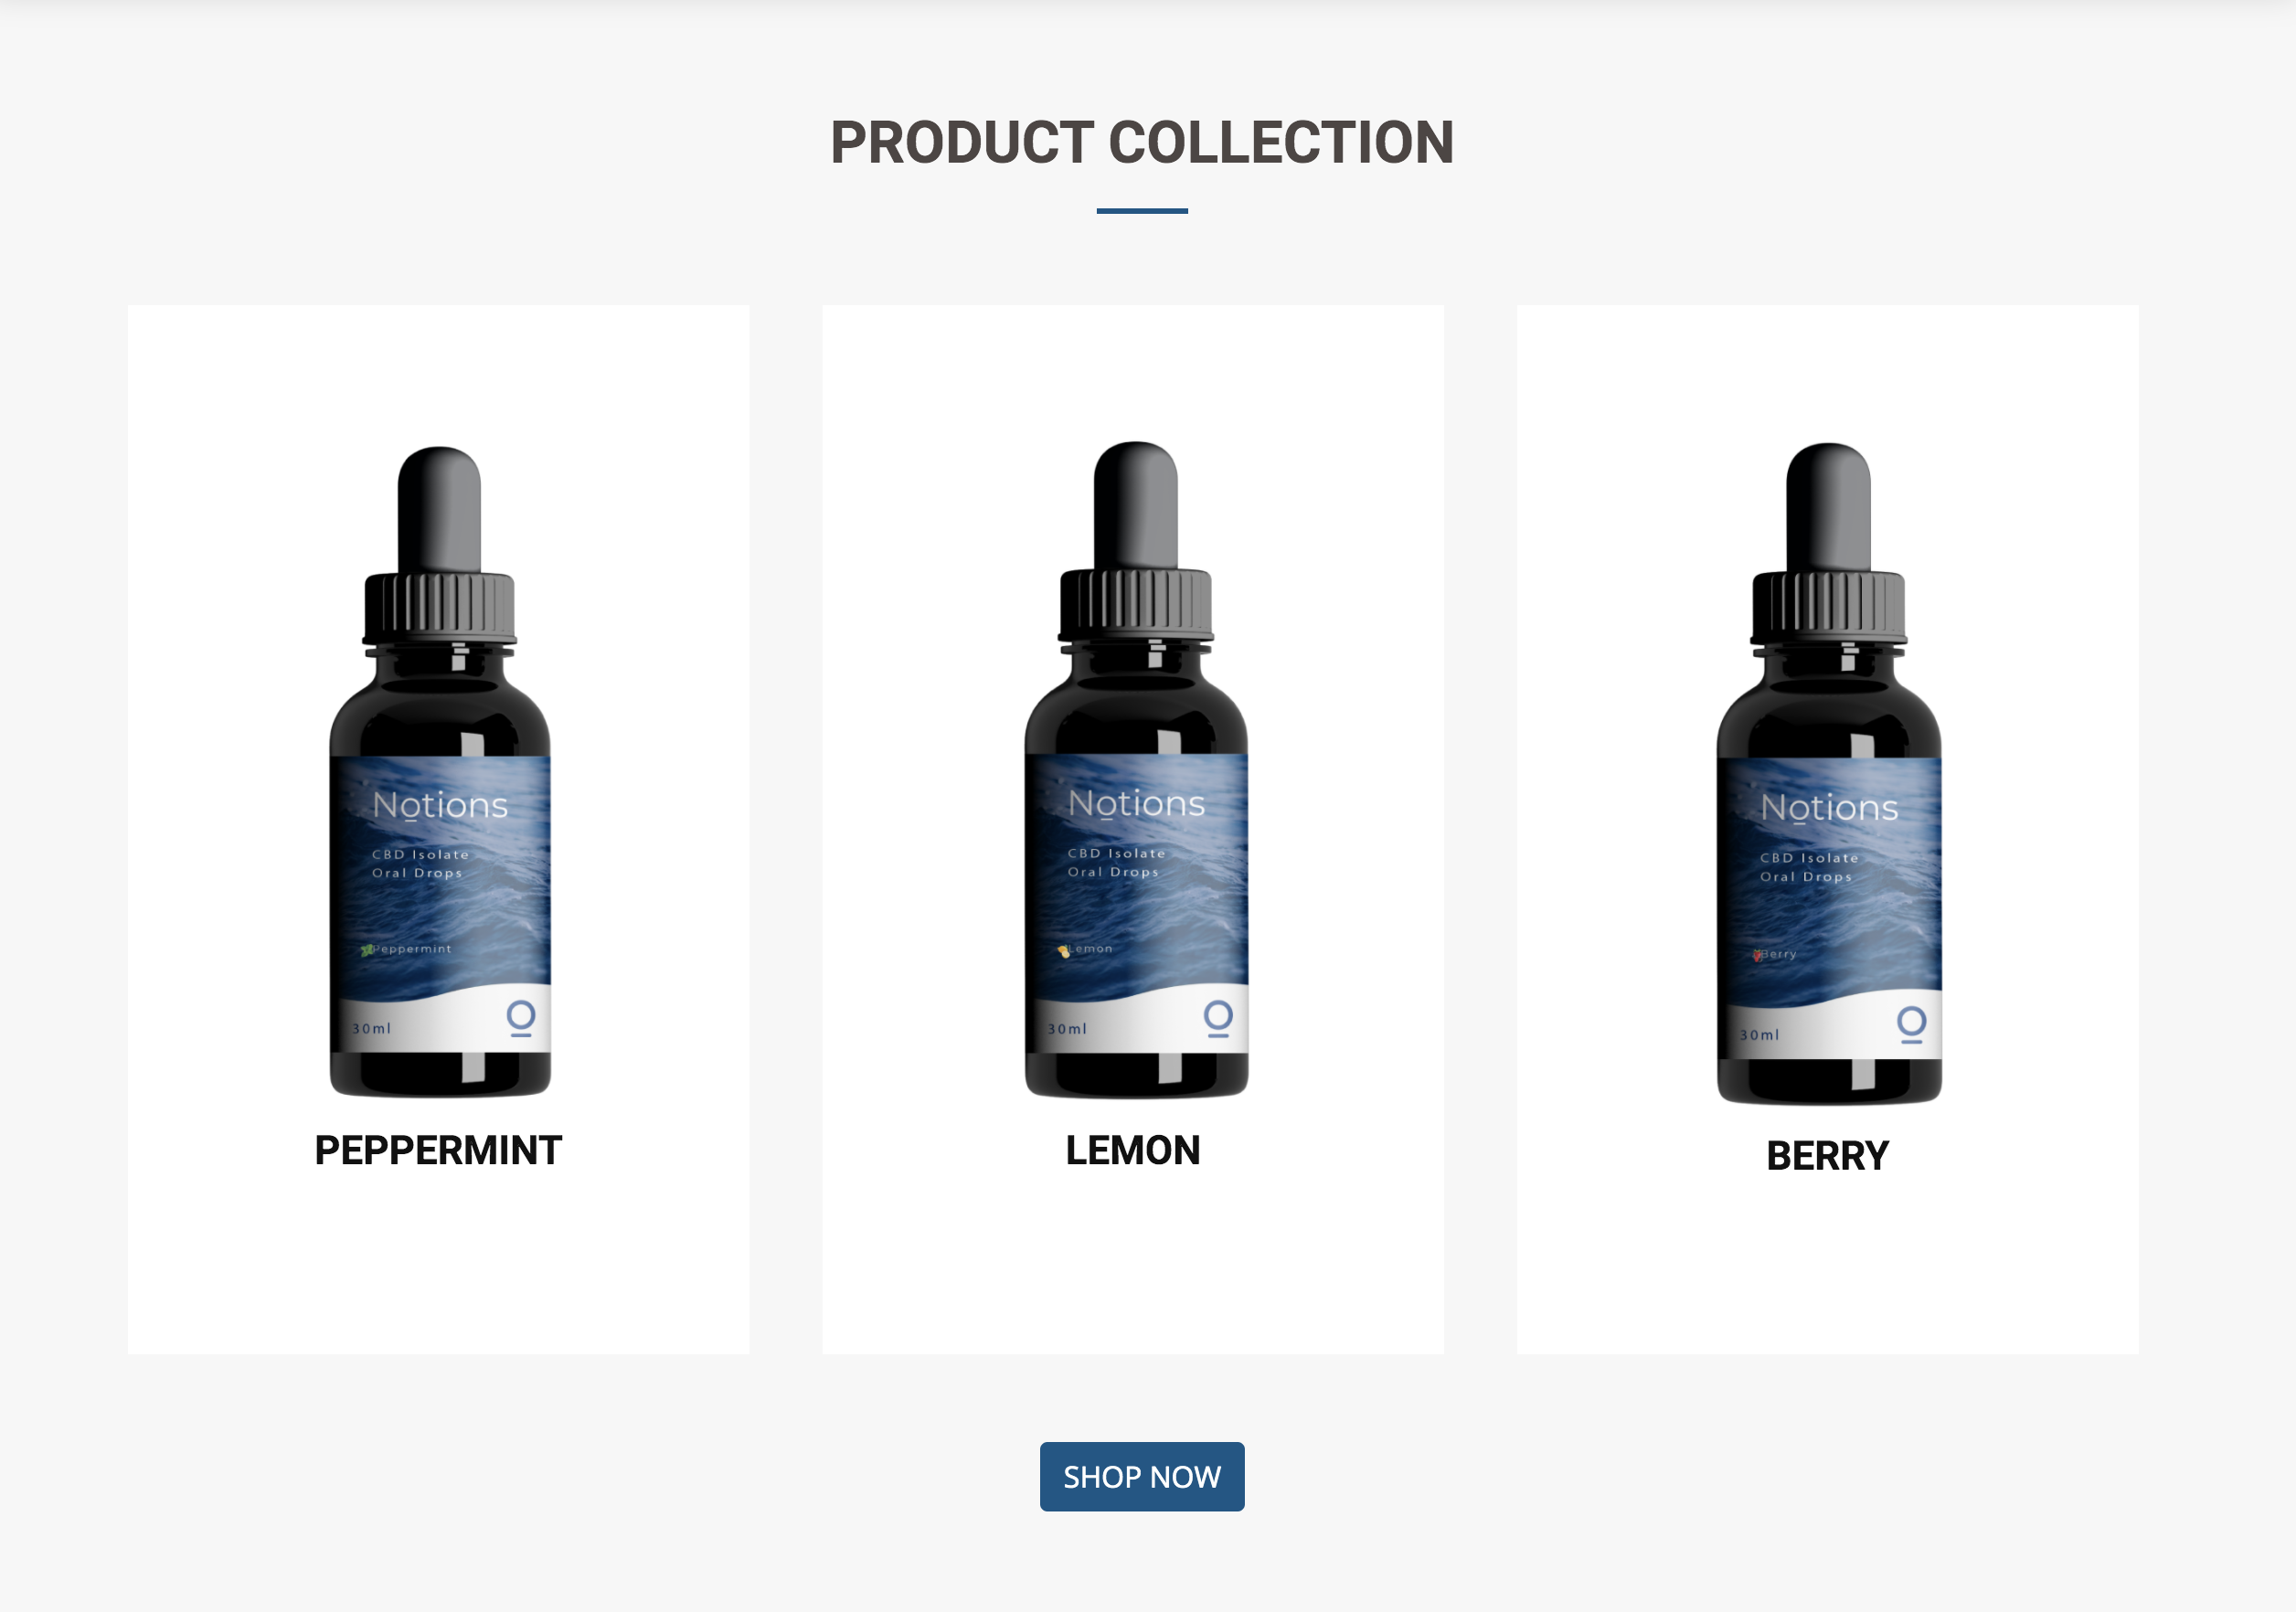 PRODUCT COLLECTION
Notions
CBD Isolate
Oral Drops
Peppermint
30ml
PEPPERMINT
Notions
CBD Isolate
Oral Drops
Lemon
30ml
LEMON
Notions
CBD Isolate
Oral Drops
Berry
30ml
BERRY
SHOP NOW